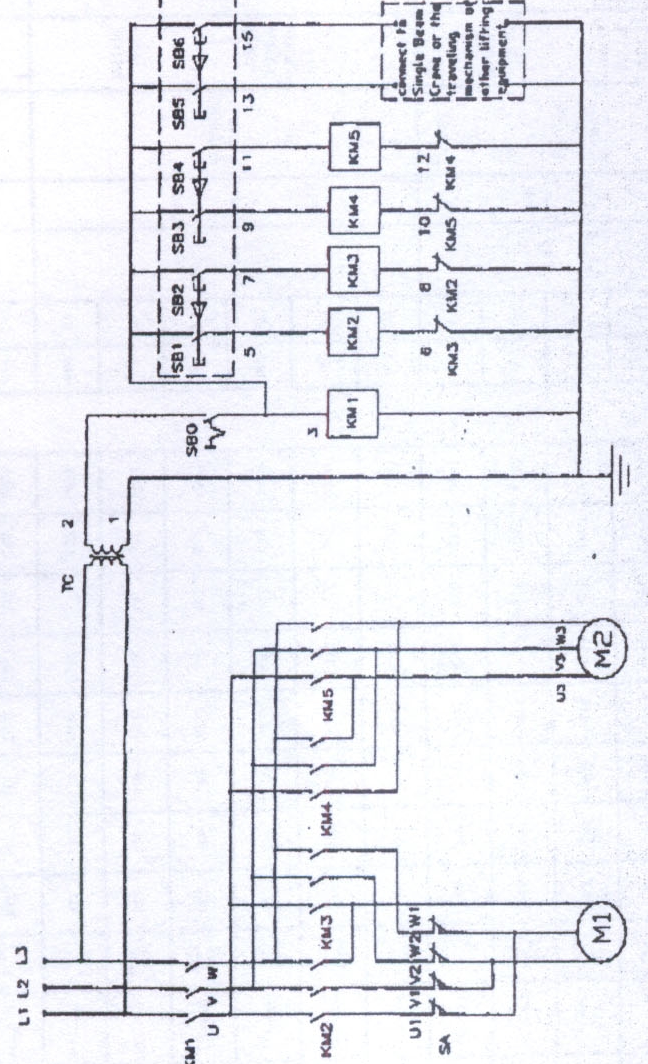 L1 L2 L3
KM1
U V W
KM2
KM3
KM4
KM5
U1 V1 V2 W2 W1
SA
M1
U3 V3 W3
M2
TC
2
1
SB0
3
KM1
SB1
SB2
SB3
SB4
SB5
SB6
5
7
9
11
13
15
KM2
KM3
KM4
KM5
6
8
10
12
KM3
KM2
KM5
KM4
connect to
Single Beam
Crane or the
traveling
mechanism of
other lifting
equipment